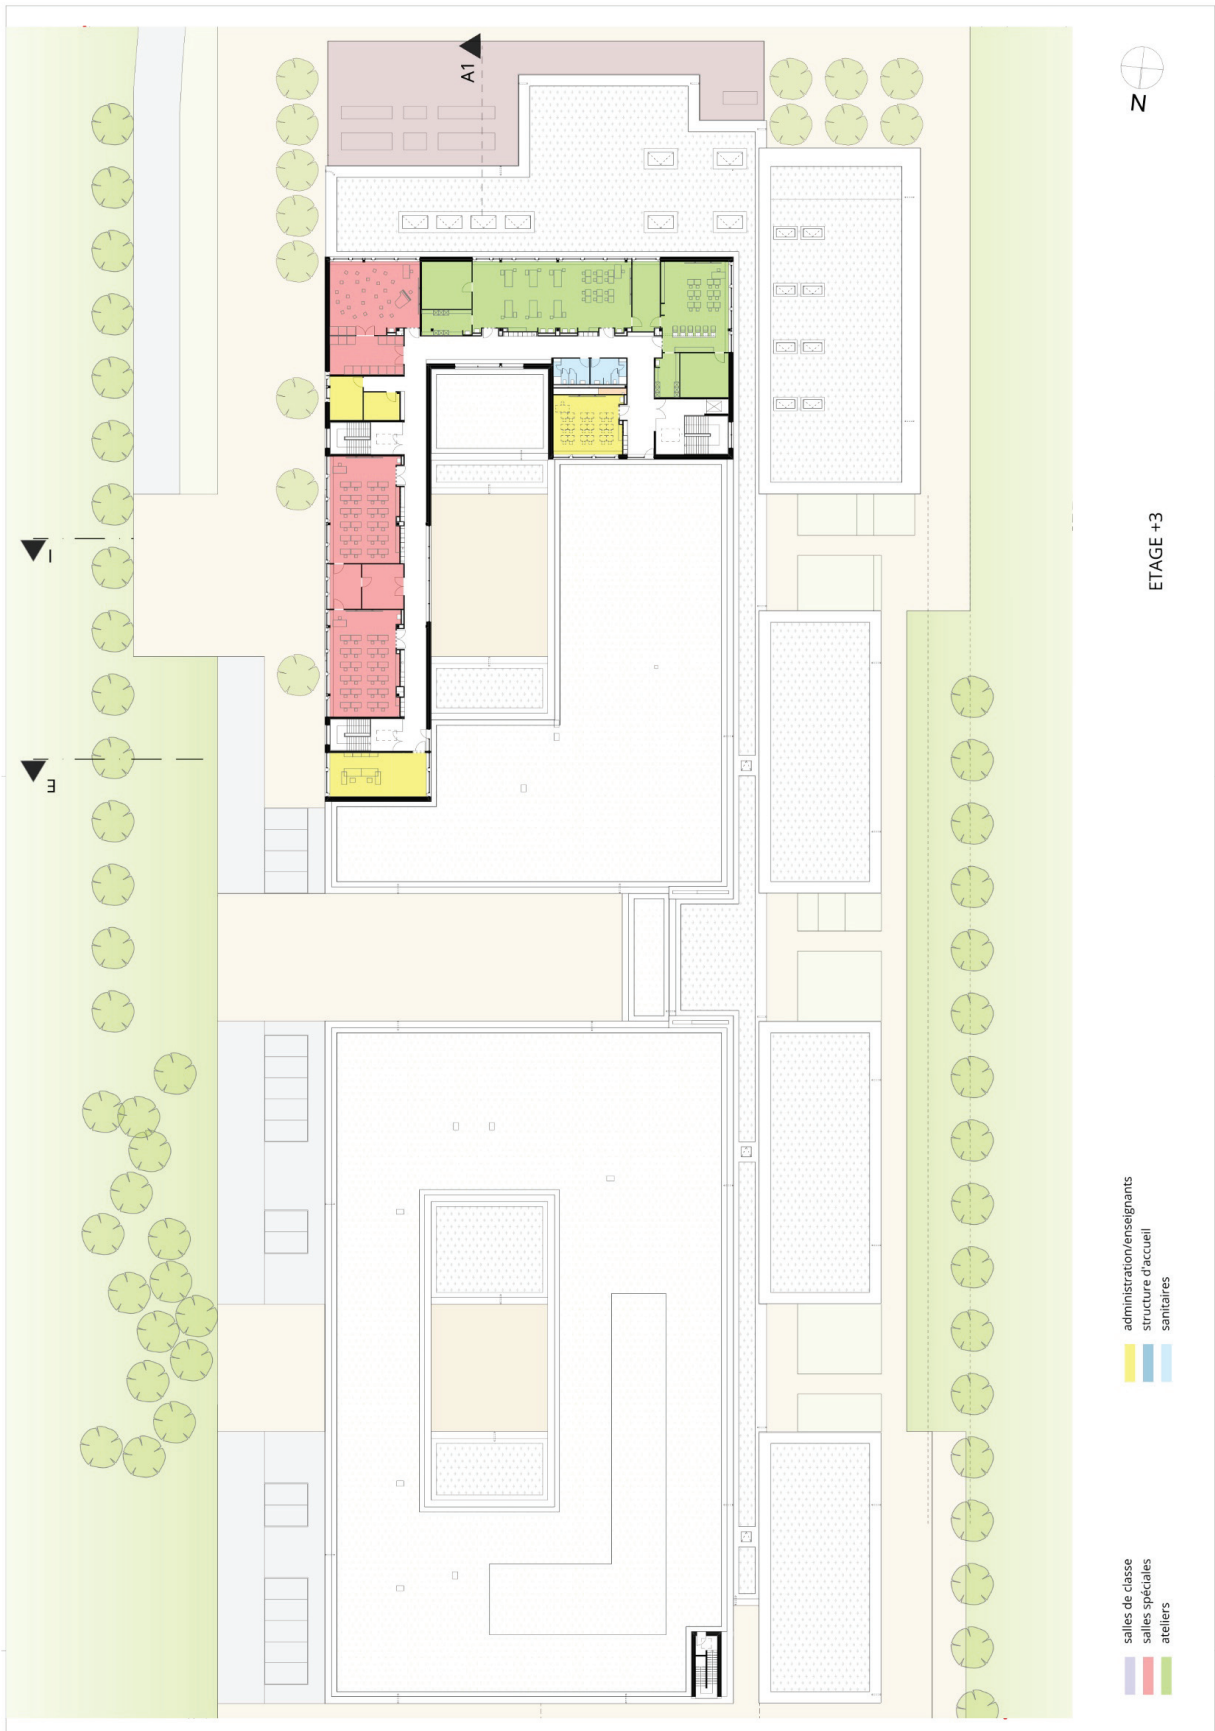 A1
N
I
E
ETAGE +3
administration/enseignants
structure d'accueil
sanitaires
salles de classe
salles spéciales
ateliers